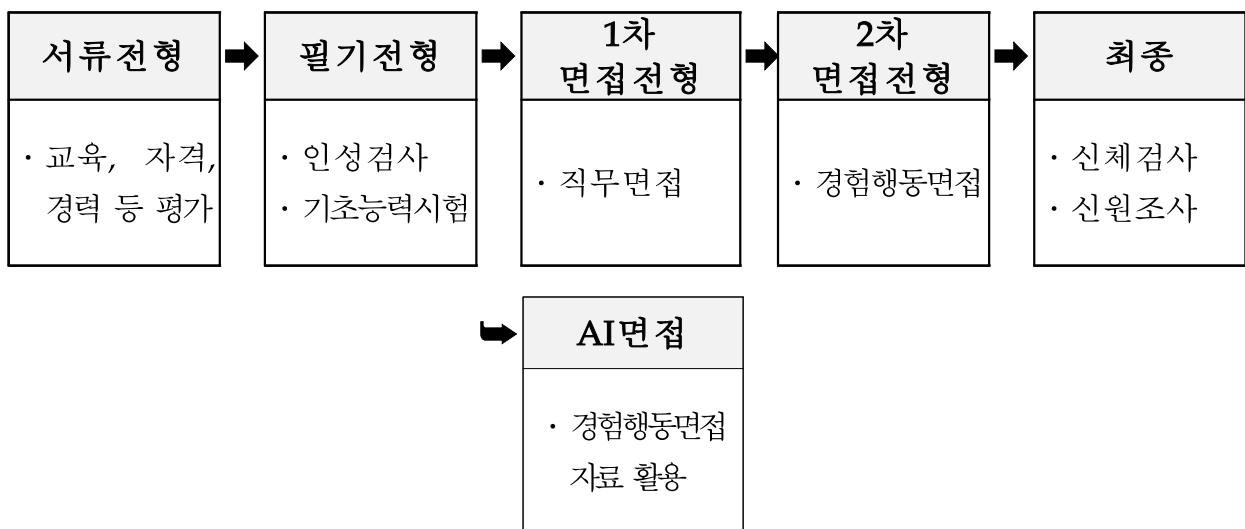 서류전형
· 교육, 자격,
경력 등 평가
필기전형
· 인성검사
· 기초능력시험
1차
면접전형
· 직무면접
2차
면접전형
· 경험행동면접
최종
· 신체검사
· 신원조사
AI면접
· 경험행동면접
자료 활용